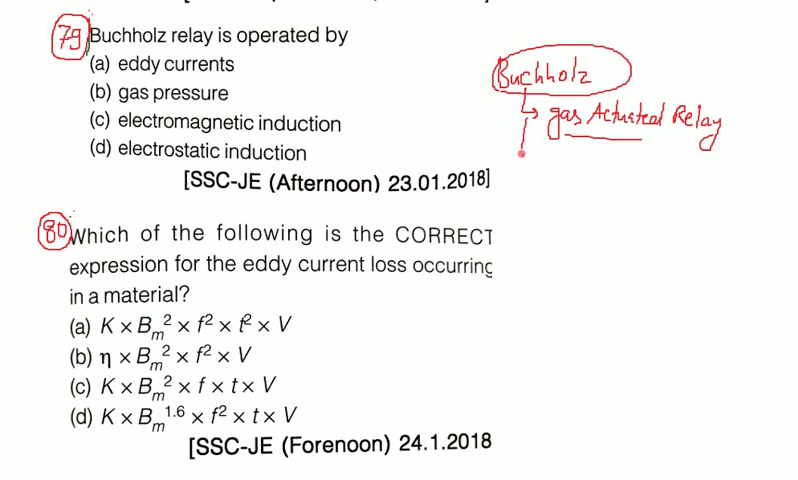 79 Buchholz relay is operated by
(a) eddy currents
(b) gas pressure
(c) electromagnetic induction
(d) electrostatic induction
[SSC-JE (Afternoon) 23.01.2018]
Buchholz
↳ gas Actuated Relay
80 Which of the following is the CORRECT
expression for the eddy current loss occurring
in a material?
(a) K × Bm² × f² × t² × V
(b) η × Bm² × f² × V
(c) K × Bm² × f × t × V
(d) K × Bm¹·⁶ × f² × t × V
[SSC-JE (Forenoon) 24.1.2018